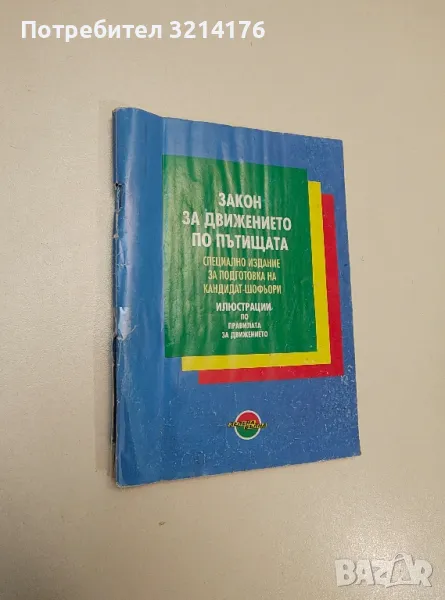 Потребител 3214176
ЗАКОН
ЗА ДВИЖЕНИЕТО
ПО ПЪТИЩАТА
СПЕЦИАЛНО ИЗДАНИЕ
ЗА ПОДГОТОВКА НА
КАНДИДАТ-ШОФЬОРИ
ИЛЮСТРАЦИИ
ПО
ПРАВИЛАТА
ЗА ДВИЖЕНИЕТО
BAZAR